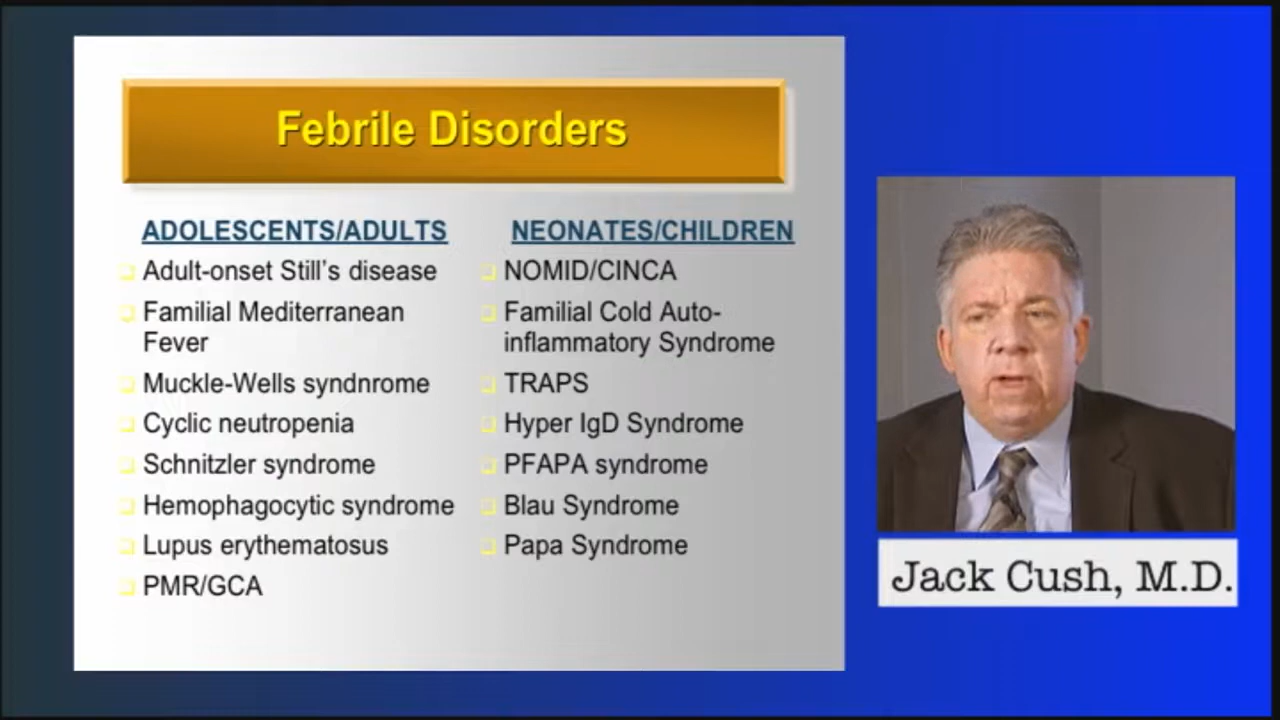 Febrile Disorders
ADOLESCENTS/ADULTS
Adult-onset Still's disease
Familial Mediterranean
Fever
Muckle-Wells syndnrome
Cyclic neutropenia
Schnitzler syndrome
Hemophagocytic syndrome
Lupus erythematosus
PMR/GCA
NEONATES/CHILDREN
NOMID/CINCA
Familial Cold Auto-
inflammatory Syndrome
TRAPS
Hyper IgD Syndrome
PFAPA syndrome
Blau Syndrome
Papa Syndrome
Jack Cush, M.D.